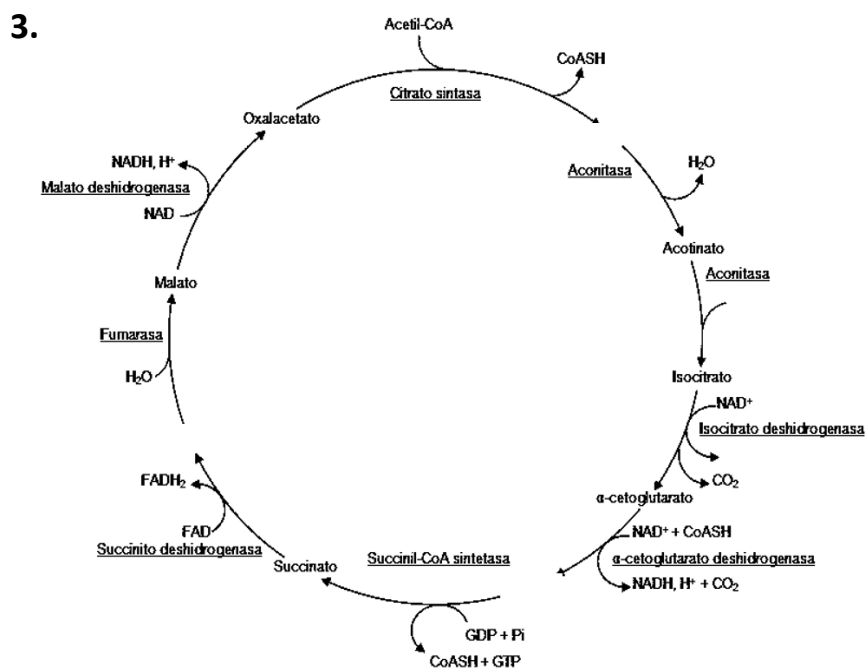 3.
Acetil-CoA
CoASH
Citrato sintasa
Oxalacetato
NADH, H⁺
Malato deshidrogenasa
NAD
Aconitasa
H₂O
Acotinato
Aconitasa
Malato
Fumarasa
H₂O
Isocitrato
NAD⁺
Isocitrato deshidrogenasa
CO₂
α-cetoglutarato
FADH₂
FAD
Succinito deshidrogenasa
Succinato
Succinil-CoA sintetasa
NAD⁺ + CoASH
α-cetoglutarato deshidrogenasa
NADH, H⁺ + CO₂
GDP + Pi
CoASH + GTP